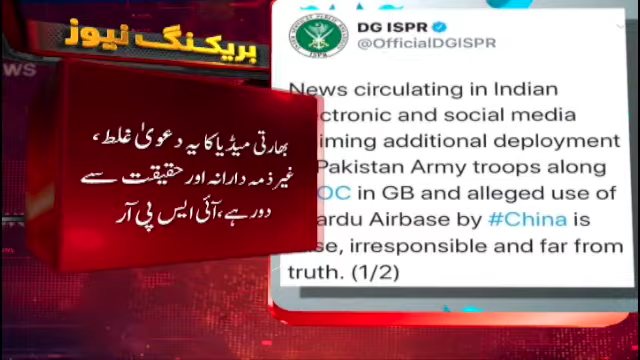 بریکنگ نیوز
WS
بھارتی میڈیا کا یہ دعویٰ غلط،
غیر ذمہ دارانہ اور حقیقت سے
دور ہے، آئی ایس پی آر
DG ISPR
@OfficialDGISPR
News circulating in Indian
ctronic and social media
iming additional deployment
Pakistan Army troops along
OC in GB and alleged use of
ardu Airbase by #China is
se, irresponsible and far from
truth. (1/2)